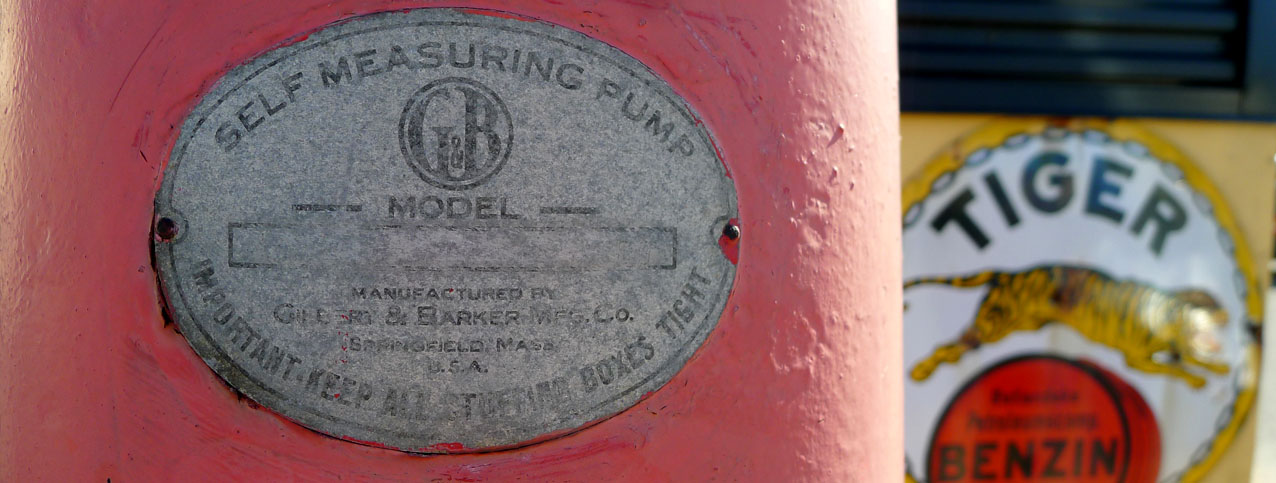 SELF MEASURING PUMP
G&B
MODEL
MANUFACTURED BY
GILBERT & BARKER MFG. CO.
SPRINGFIELD, MASS.
U.S.A.
IMPORTANT-KEEP ALL STUFFING BOXES TIGHT
TIGER
BENZIN